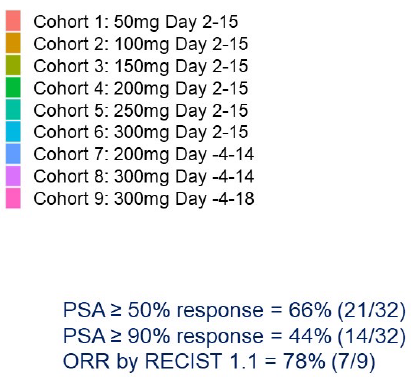 Cohort 1: 50mg Day 2-15
Cohort 2: 100mg Day 2-15
Cohort 3: 150mg Day 2-15
Cohort 4: 200mg Day 2-15
Cohort 5: 250mg Day 2-15
Cohort 6: 300mg Day 2-15
Cohort 7: 200mg Day -4-14
Cohort 8: 300mg Day -4-14
Cohort 9: 300mg Day -4-18
PSA ≥ 50% response = 66% (21/32)
PSA ≥ 90% response = 44% (14/32)
ORR by RECIST 1.1 = 78% (7/9)